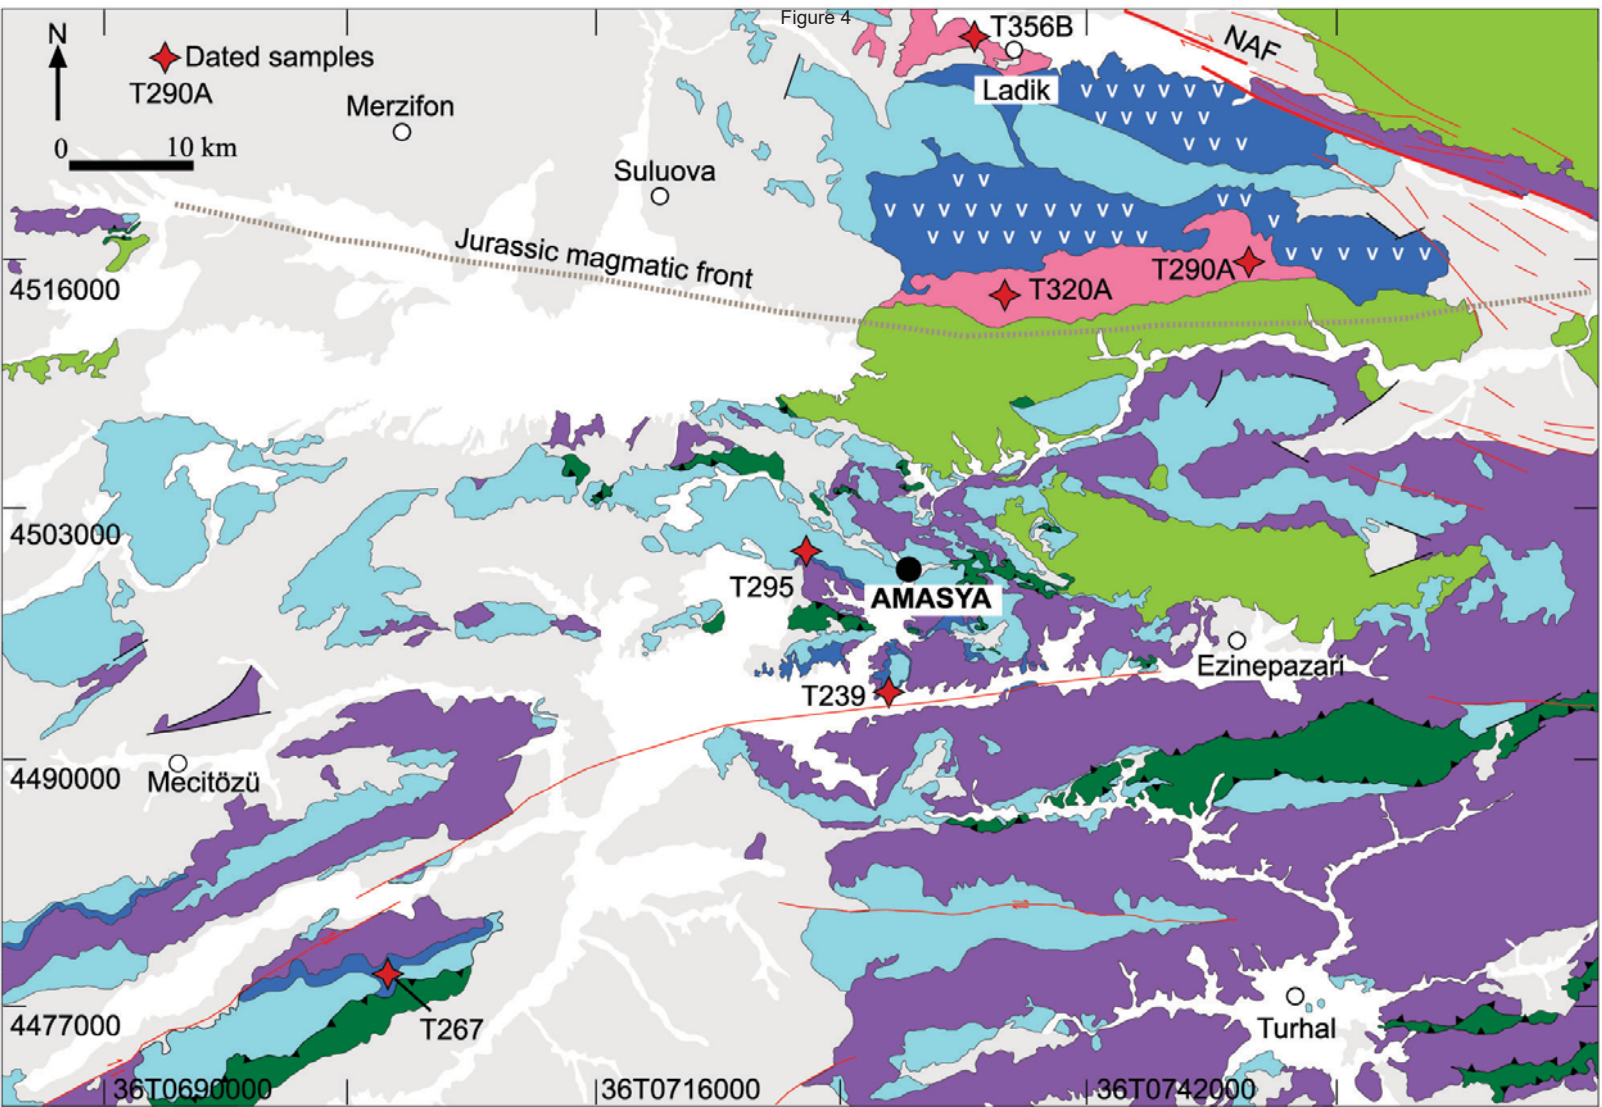 Figure 4
N
Dated samples
T290A
T356B
NAF
Ladik
Merzifon
0 10 km
Suluova
v v v v v v
v v v v v
v v v
v v
v v
v v v v v v v v v v
v
v v v v v v v v
v v v v v v
Jurassic magmatic front
T290A
T320A
4516000
4503000
T295
AMASYA
Ezinepazari
T239
4490000
Mecitözü
4477000
T267
Turhal
36T0690000
36T0716000
36T0742000